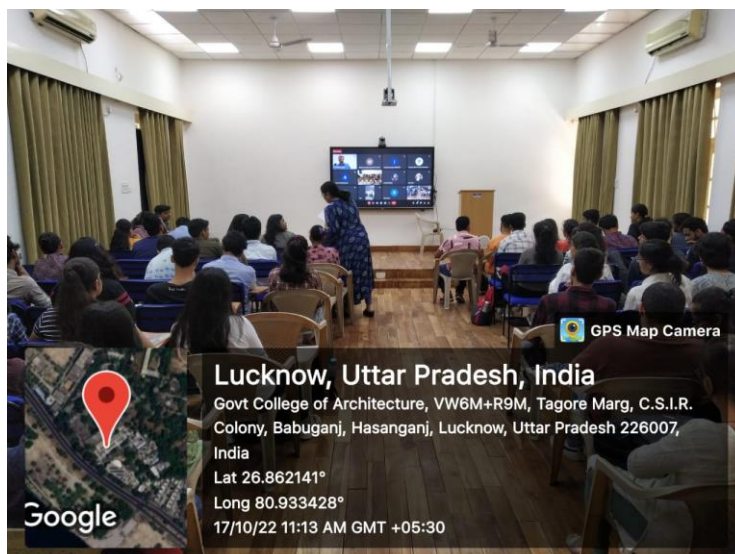 GPS Map Camera
Lucknow, Uttar Pradesh, India
Govt College of Architecture, VW6M+R9M, Tagore Marg, C.S.I.R.
Colony, Babuganj, Hasanganj, Lucknow, Uttar Pradesh 226007,
India
Lat 26.862141°
Long 80.933428°
17/10/22 11:13 AM GMT +05:30
Google